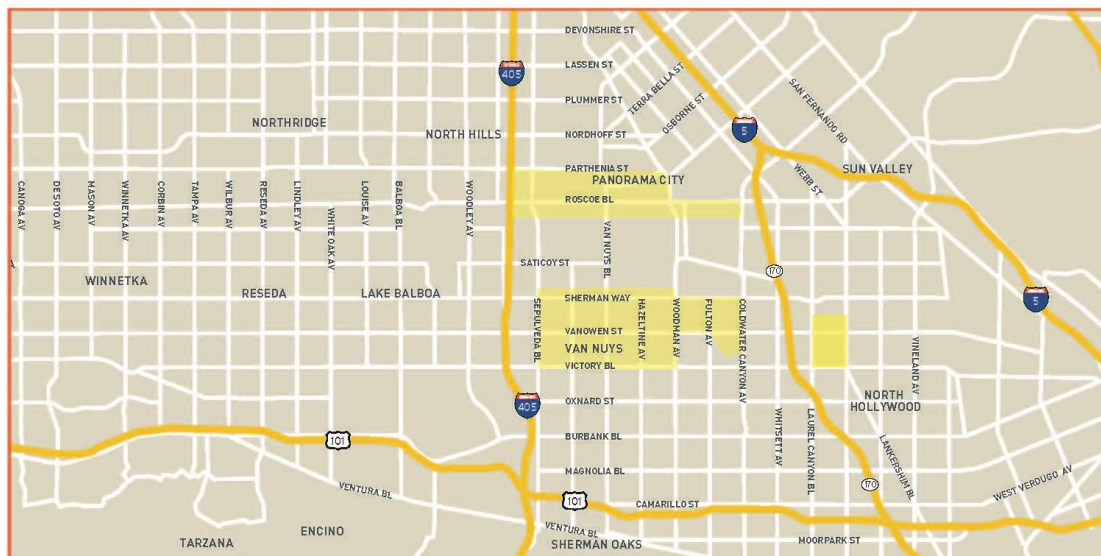 DEVONSHIRE ST
LASSEN ST
405
PLUMMER ST
TERRA BELLA ST
OSBORNE ST
SAN FERNANDO RD
NORTHRIDGE
NORTH HILLS
NORDHOFF ST
5
PARTHENIA ST
PANORAMA CITY
WEBB ST
SUN VALLEY
CANOGA AV
DE SOTO AV
MASON AV
WINNETKA AV
CORBIN AV
TAMPA AV
WILBUR AV
RESEDA AV
LINDLEY AV
WHITE OAK AV
LOUISE AV
BALBOA BL
WOODLEY AV
ROSCOE BL
VAN NUYS BL
SATICOY ST
170
A
WINNETKA
RESEDA
LAKE BALBOA
SEPULVEDA BL
SHERMAN WAY
HAZELTINE AV
WOODMAN AV
FULTON AV
COLDWATER CANYON AV
5
VANOWEN ST
VAN NUYS
VICTORY BL
VINELAND AV
405
OXNARD ST
NORTH
HOLLYWOOD
101
BURBANK BL
WHITSETT AV
LAUREL CANYON BL
LANKERSHIM BL
MAGNOLIA BL
170
WEST VERDUGO AV
VENTURA BL
101
CAMARILLO ST
ENCINO
VENTURA BL
TARZANA
SHERMAN OAKS
MOORPARK ST